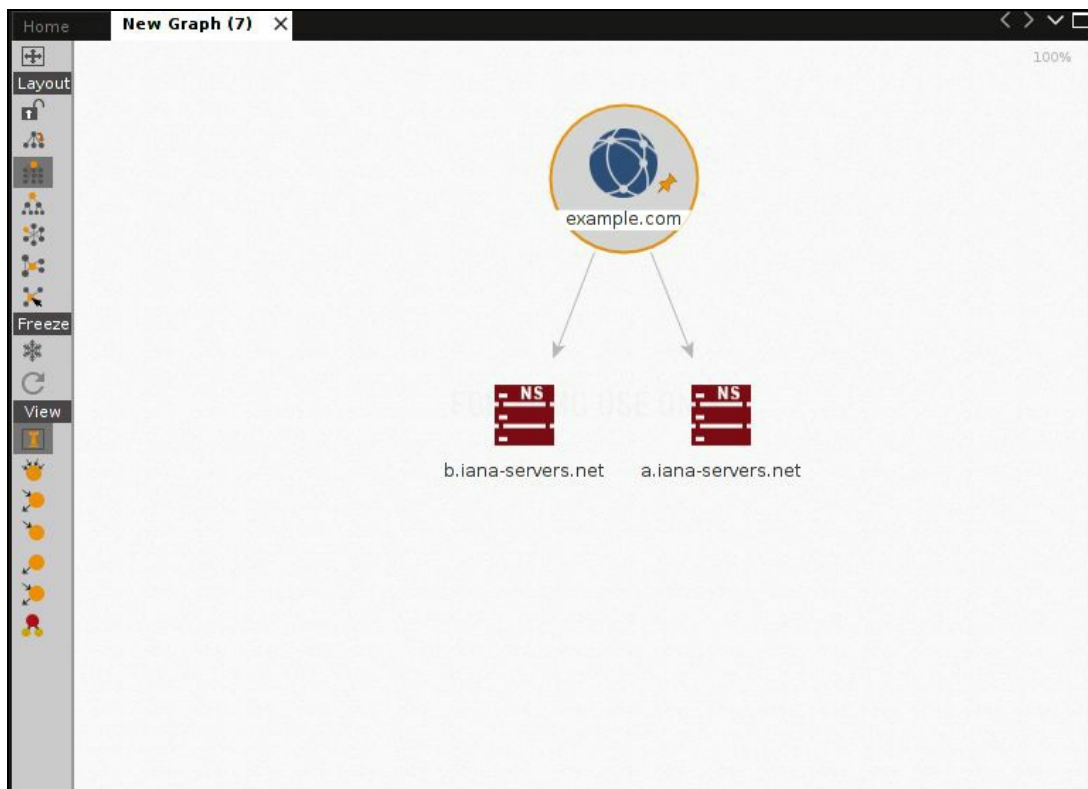 Home
New Graph (7)
100%
Layout
example.com
Freeze
View
NS
NS
b.iana-servers.net
a.iana-servers.net